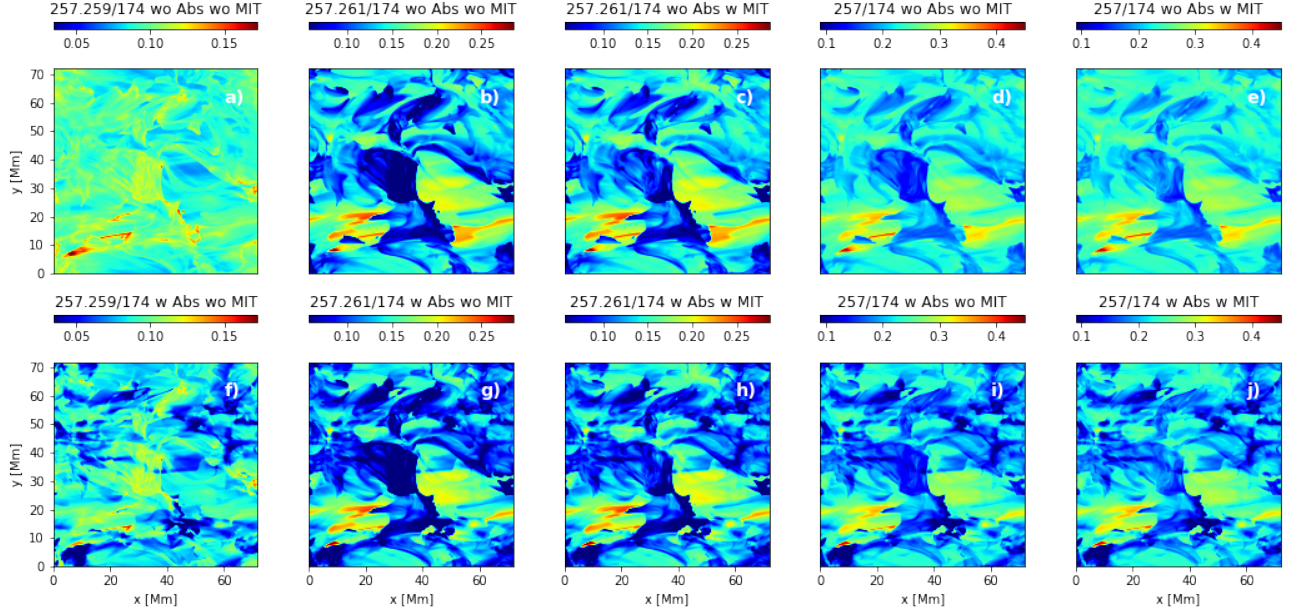 257.259/174 wo Abs wo MIT 257.261/174 wo Abs wo MIT 257.261/174 wo Abs w MIT 257/174 wo Abs wo MIT 257/174 wo Abs w MIT
0.05 0.10 0.15 0.10 0.15 0.20 0.25 0.10 0.15 0.20 0.25 0.1 0.2 0.3 0.4 0.1 0.2 0.3 0.4
70
60
50
40
30
20
10
0
y [Mm]
a) b) c) d) e)
257.259/174 w Abs wo MIT 257.261/174 w Abs wo MIT 257.261/174 w Abs w MIT 257/174 w Abs wo MIT 257/174 w Abs w MIT
0.05 0.10 0.15 0.10 0.15 0.20 0.25 0.10 0.15 0.20 0.25 0.1 0.2 0.3 0.4 0.1 0.2 0.3 0.4
70
60
50
40
30
20
10
0
y [Mm]
f) g) h) i) j)
0 20 40 60 0 20 40 60 0 20 40 60 0 20 40 60 0 20 40 60
x [Mm] x [Mm] x [Mm] x [Mm] x [Mm]